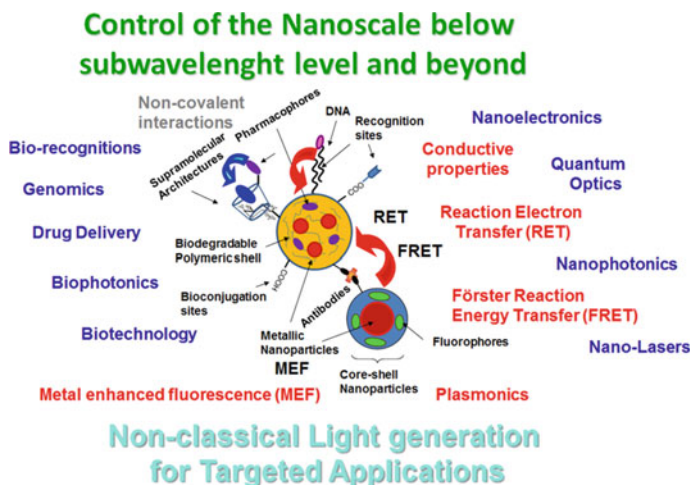 Control of the Nanoscale below
subwavelenght level and beyond
Non-covalent
interactions
Pharmacophores
DNA
Recognition
sites
Nanoelectronics
Bio-recognitions
Supramolecular
Architectures
Conductive
properties
Quantum
Optics
Genomics
COO
RET
Reaction Electron
Transfer (RET)
Drug Delivery
Biodegradable
Polymeric shell
FRET
Nanophotonics
Biophotonics
HOOC
Bioconjugation
sites
Antibodies
Förster Reaction
Energy Transfer (FRET)
Biotechnology
Metallic
Nanoparticles
MEF
Fluorophores
Nano-Lasers
Core-shell
Nanoparticles
Metal enhanced fluorescence (MEF)
Plasmonics
Non-classical Light generation
for Targeted Applications